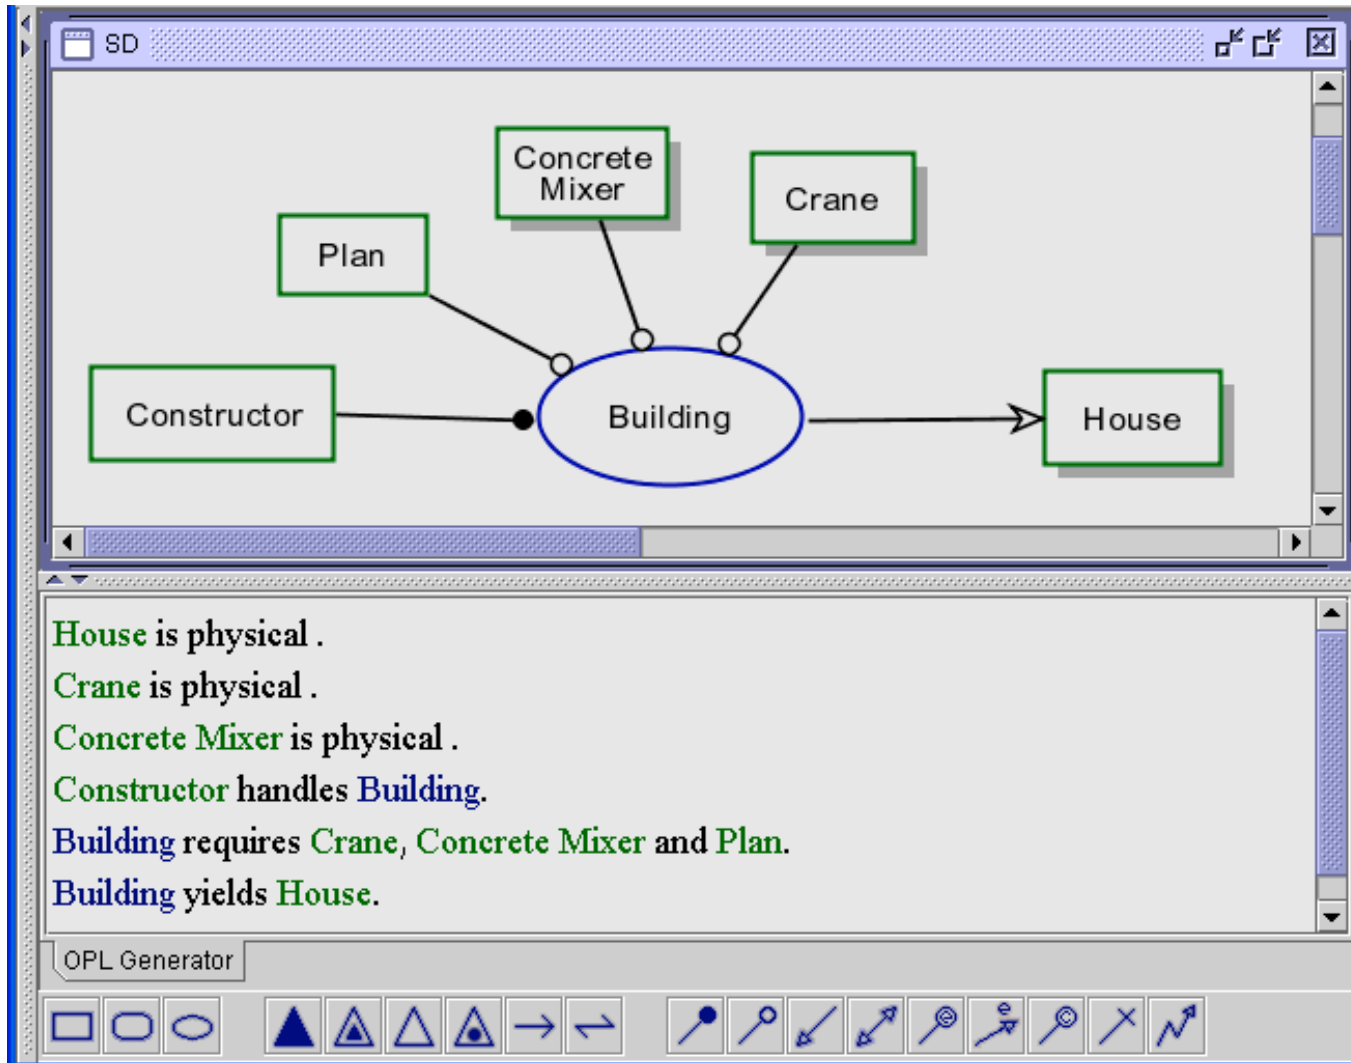 SD
Concrete
Mixer
Crane
Plan
Constructor
Building
House
House is physical .
Crane is physical .
Concrete Mixer is physical .
Constructor handles Building.
Building requires Crane, Concrete Mixer and Plan.
Building yields House.
OPL Generator
e
e
c